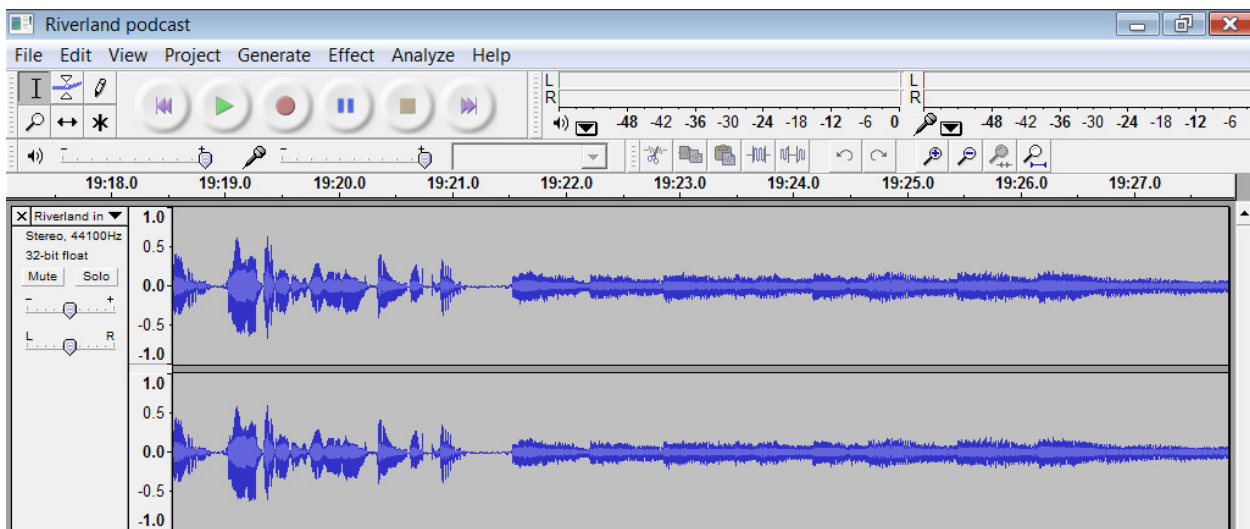 Riverland podcast
File Edit View Project Generate Effect Analyze Help
L
R
-48 -42 -36 -30 -24 -18 -12 -6 0
L
R
-48 -42 -36 -30 -24 -18 -12 -6
19:18.0 19:19.0 19:20.0 19:21.0 19:22.0 19:23.0 19:24.0 19:25.0 19:26.0 19:27.0
X Riverland in
Stereo, 44100Hz
32-bit float
Mute Solo
- +
L R
1.0
0.5
0.0
-0.5
-1.0
1.0
0.5
0.0
-0.5
-1.0